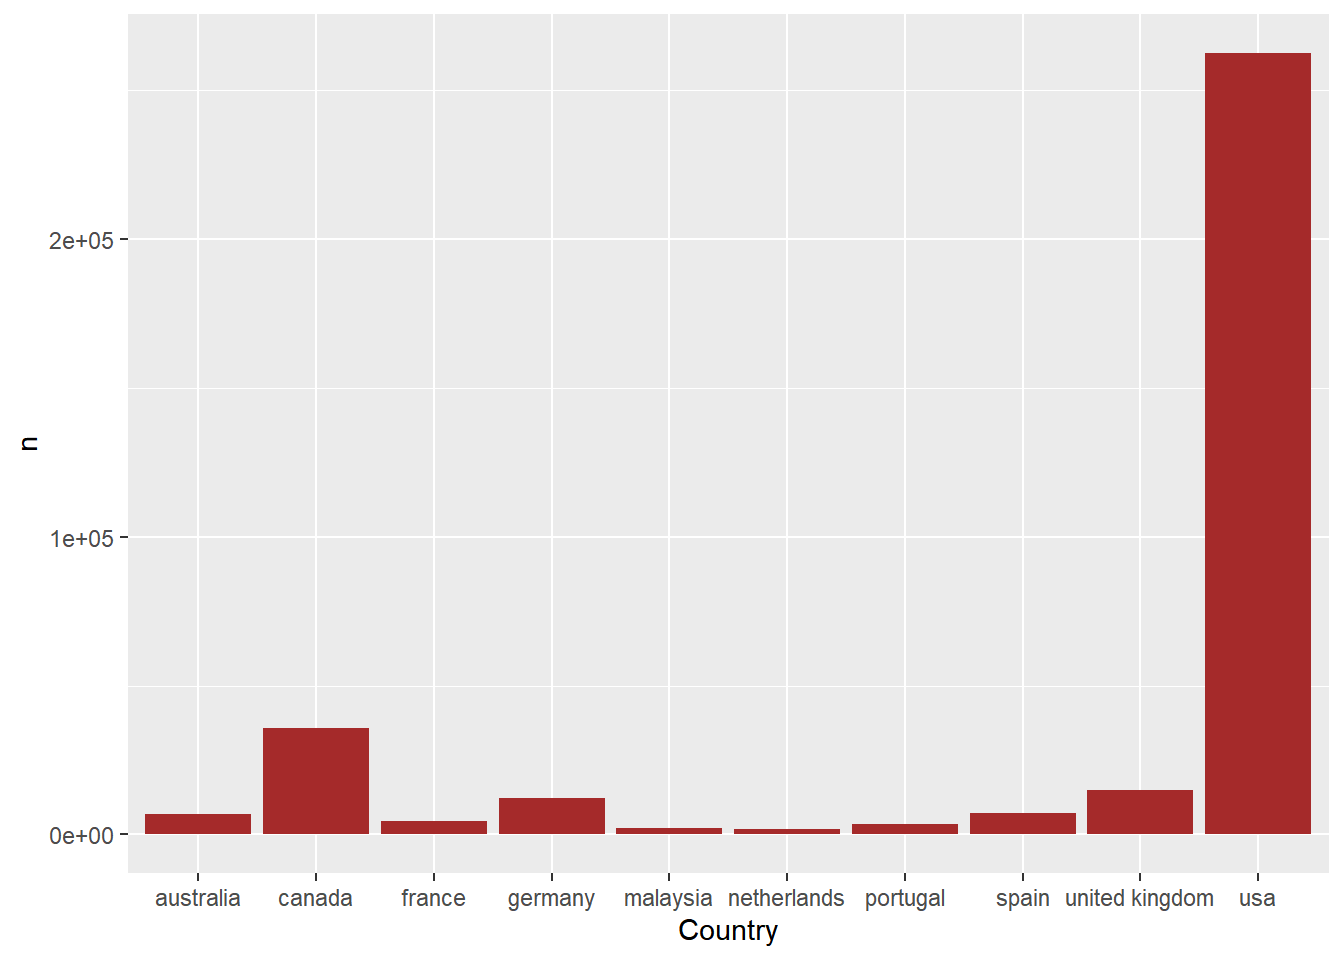 n
2e+05
1e+05
0e+00
australia canada france germany malaysia netherlands portugal spain united kingdom usa
Country